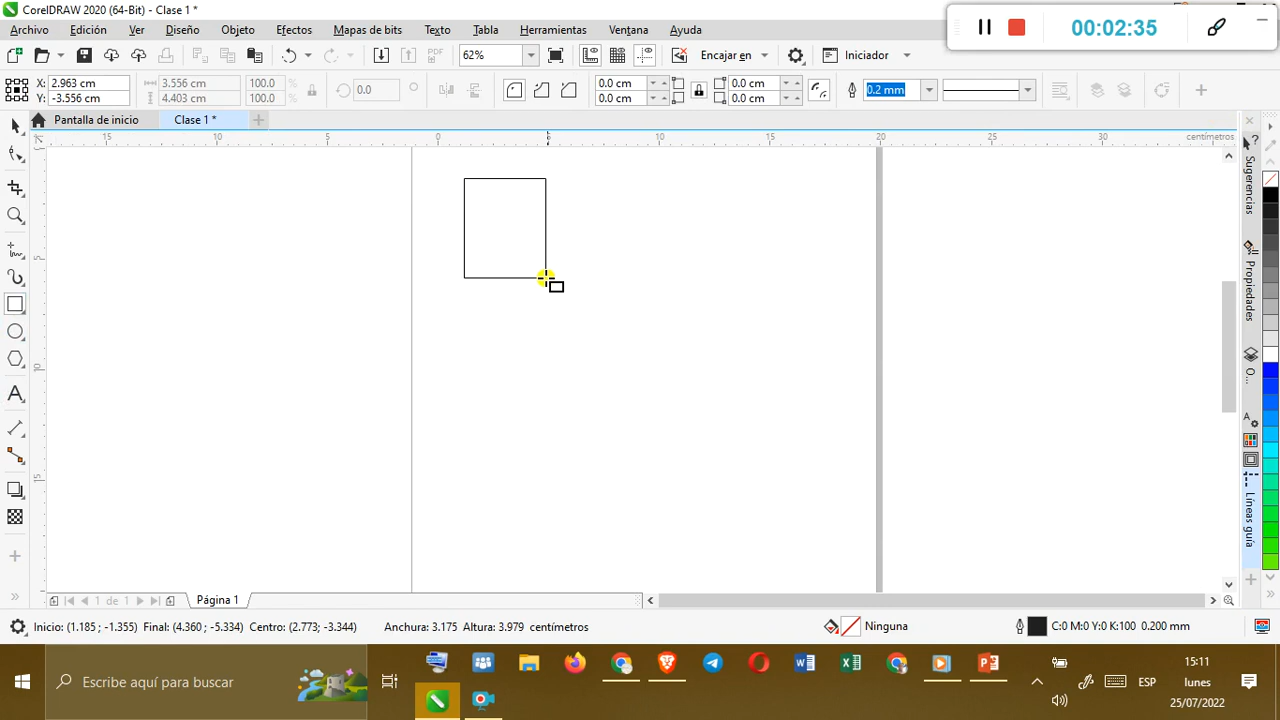 CorelDRAW 2020 (64-Bit) - Clase 1 *
Archivo Edición Ver Diseño Objeto Efectos Mapas de bits Texto Tabla Herramientas Ventana Ayuda
00:02:35
PDF 62% Encajar en Iniciador
X: 2.963 cm 3.556 cm 100.0 % 0.0 0.0 cm 0.0 cm 0.2 mm
Y: -3.556 cm 4.403 cm 100.0 % 0.0 cm 0.0 cm
Pantalla de inicio Clase 1 *
15 10 5 0 5 10 15 20 25 30 centímetros
5
10
15
Sugerencias
Propiedades
O...
Líneas guía
1 de 1 Página 1
Inicio: (1.185 ; -1.355) Final: (4.360 ; -5.334) Centro: (2.773; -3.344) Anchura: 3.175 Altura: 3.979 centímetros Ninguna C:0 M:0 Y:0 K:100 0.200 mm
Escribe aquí para buscar
ESP
15:11
lunes
25/07/2022